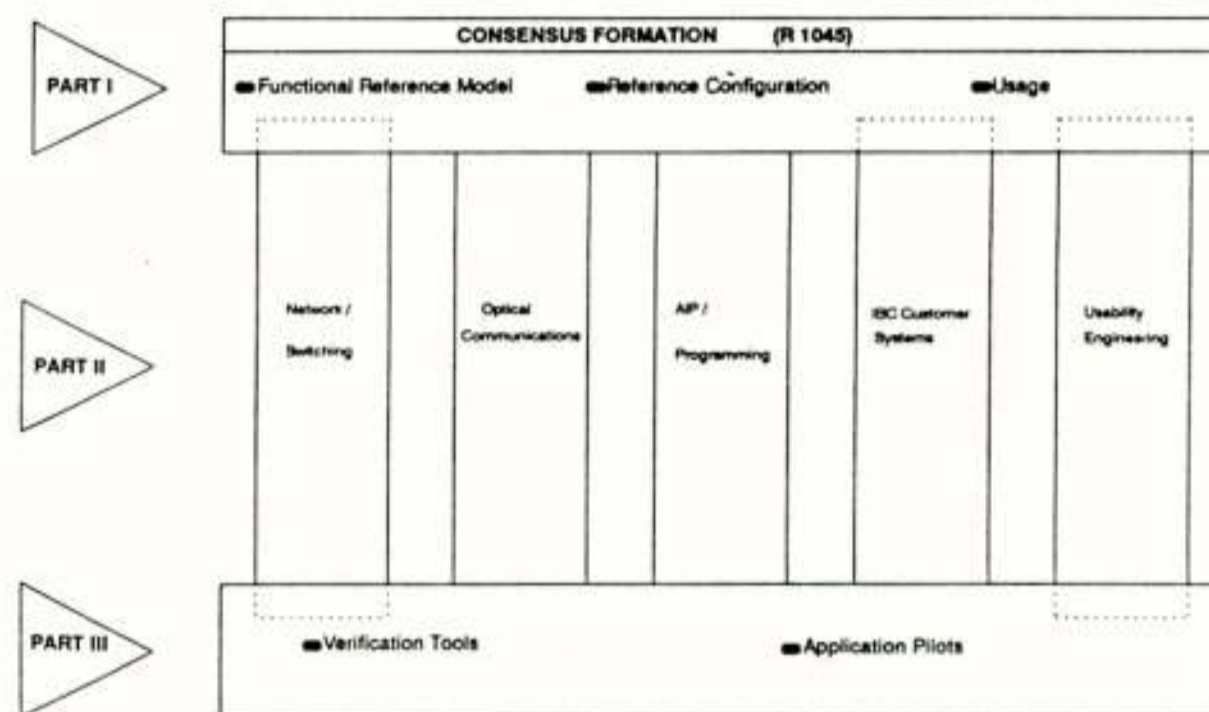 CONSENSUS FORMATION (R 1045)
PART I
Functional Reference Model
Reference Configuration
Usage
PART II
Network /
Switching
Optical
Communications
AIP /
Programming
IBC Customer
Systems
Usability
Engineering
PART III
Verification Tools
Application Pilots